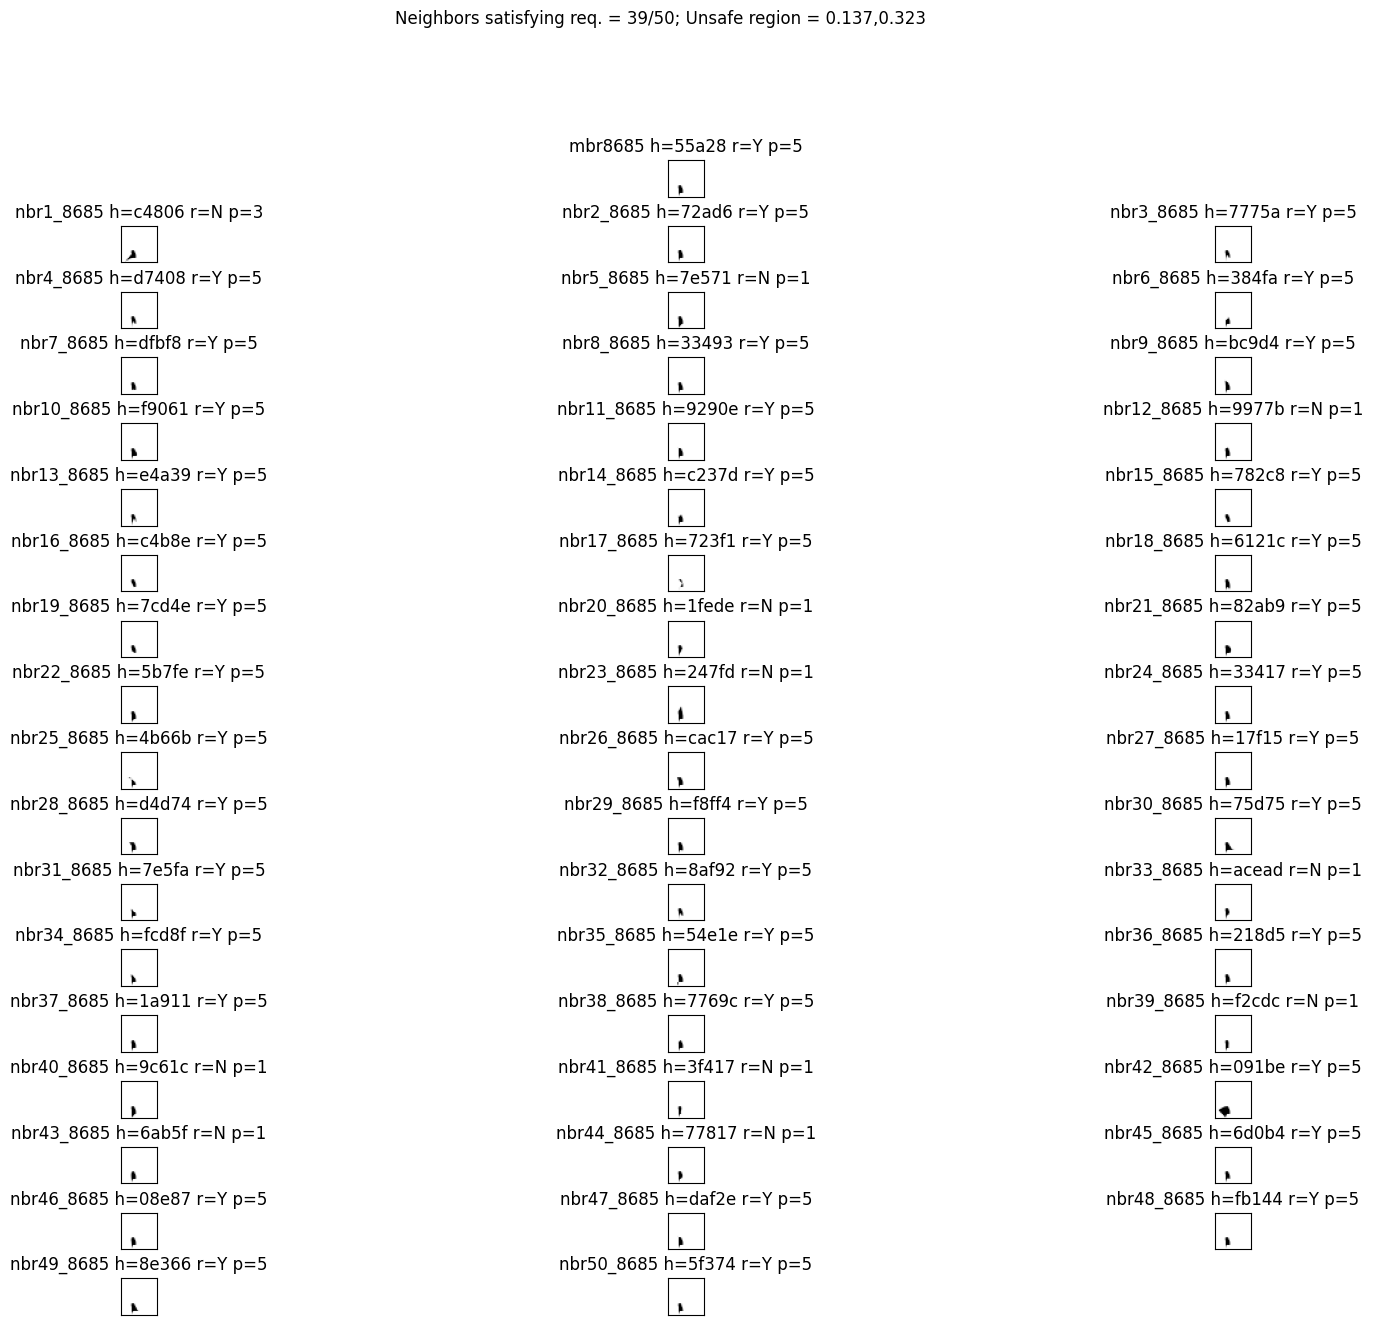 Neighbors satisfying req. = 39/50; Unsafe region = 0.137,0.323
mbr8685 h=55a28 r=Y p=5
nbr1_8685 h=c4806 r=N p=3 nbr2_8685 h=72ad6 r=Y p=5 nbr3_8685 h=7775a r=Y p=5
nbr4_8685 h=d7408 r=Y p=5 nbr5_8685 h=7e571 r=N p=1 nbr6_8685 h=384fa r=Y p=5
nbr7_8685 h=dfbf8 r=Y p=5 nbr8_8685 h=33493 r=Y p=5 nbr9_8685 h=bc9d4 r=Y p=5
nbr10_8685 h=f9061 r=Y p=5 nbr11_8685 h=9290e r=Y p=5 nbr12_8685 h=9977b r=N p=1
nbr13_8685 h=e4a39 r=Y p=5 nbr14_8685 h=c237d r=Y p=5 nbr15_8685 h=782c8 r=Y p=5
nbr16_8685 h=c4b8e r=Y p=5 nbr17_8685 h=723f1 r=Y p=5 nbr18_8685 h=6121c r=Y p=5
nbr19_8685 h=7cd4e r=Y p=5 nbr20_8685 h=1fede r=N p=1 nbr21_8685 h=82ab9 r=Y p=5
nbr22_8685 h=5b7fe r=Y p=5 nbr23_8685 h=247fd r=N p=1 nbr24_8685 h=33417 r=Y p=5
nbr25_8685 h=4b66b r=Y p=5 nbr26_8685 h=cac17 r=Y p=5 nbr27_8685 h=17f15 r=Y p=5
nbr28_8685 h=d4d74 r=Y p=5 nbr29_8685 h=f8ff4 r=Y p=5 nbr30_8685 h=75d75 r=Y p=5
nbr31_8685 h=7e5fa r=Y p=5 nbr32_8685 h=8af92 r=Y p=5 nbr33_8685 h=acead r=N p=1
nbr34_8685 h=fcd8f r=Y p=5 nbr35_8685 h=54e1e r=Y p=5 nbr36_8685 h=218d5 r=Y p=5
nbr37_8685 h=1a911 r=Y p=5 nbr38_8685 h=7769c r=Y p=5 nbr39_8685 h=f2cdc r=N p=1
nbr40_8685 h=9c61c r=N p=1 nbr41_8685 h=3f417 r=N p=1 nbr42_8685 h=091be r=Y p=5
nbr43_8685 h=6ab5f r=N p=1 nbr44_8685 h=77817 r=N p=1 nbr45_8685 h=6d0b4 r=Y p=5
nbr46_8685 h=08e87 r=Y p=5 nbr47_8685 h=daf2e r=Y p=5 nbr48_8685 h=fb144 r=Y p=5
nbr49_8685 h=8e366 r=Y p=5 nbr50_8685 h=5f374 r=Y p=5